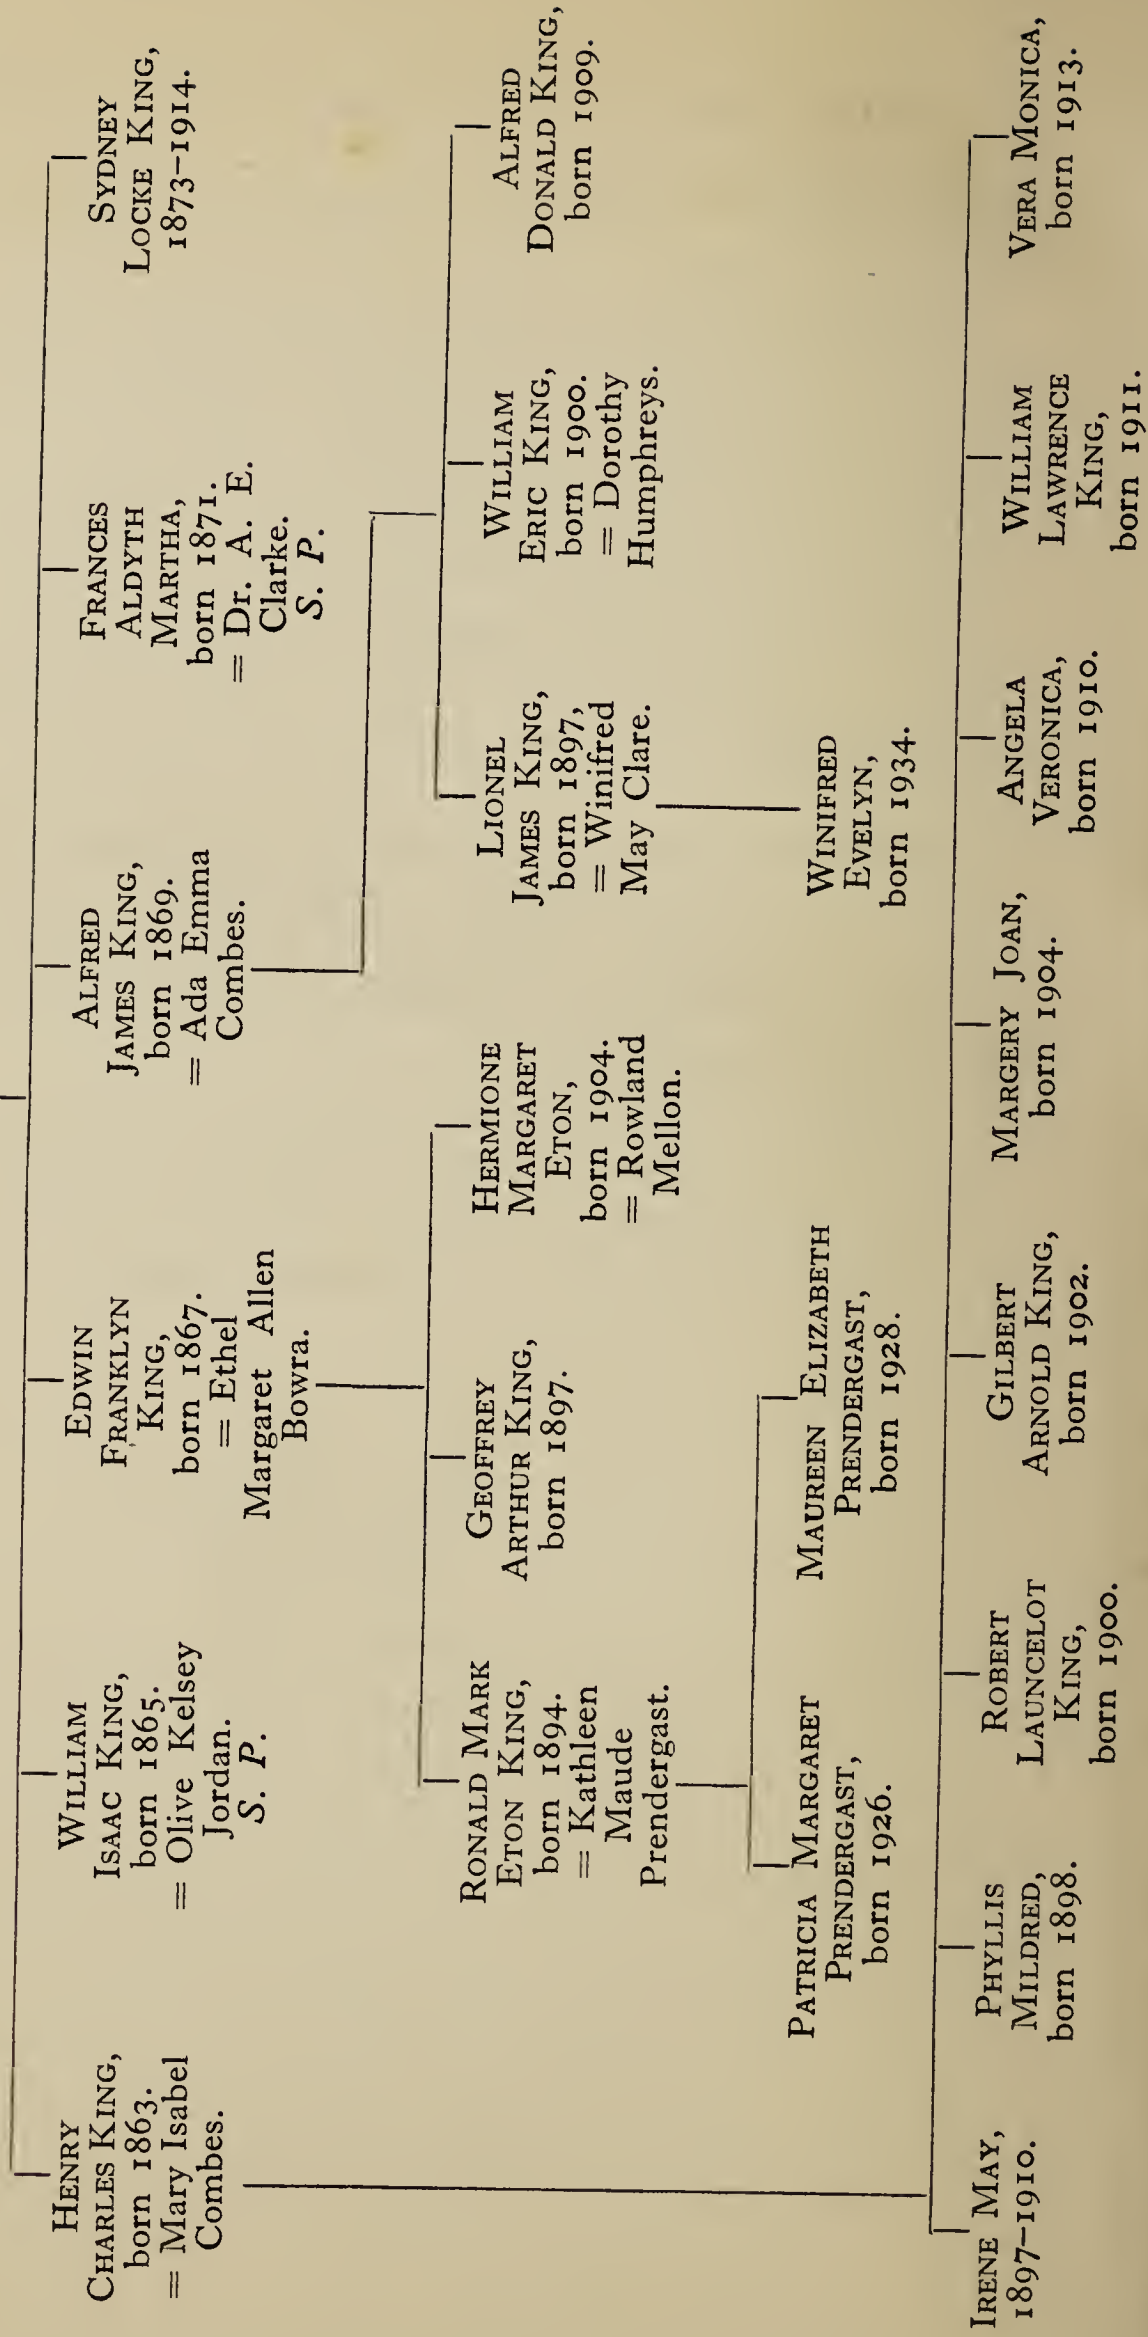 HENRY
CHARLES KING,
born 1863.
= Mary Isabel
Combes.
WILLIAM
ISAAC KING,
born 1865.
= Olive Kelsey
Jordan.
S. P.
EDWIN
FRANKLYN
KING,
born 1867.
= Ethel
Margaret Allen
Bowra.
ALFRED
JAMES KING,
born 1869.
= Ada Emma
Combes.
FRANCES
ALDYTH
MARTHA,
born 1871.
= Dr. A. E.
Clarke.
S. P.
SYDNEY
LOCKE KING,
1873–1914.
RONALD MARK
ETON KING,
born 1894.
= Kathleen
Maude
Prendergast.
GEOFFREY
ARTHUR KING,
born 1897.
HERMIONE
MARGARET
ETON,
born 1904.
= Rowland
Mellon.
LIONEL
JAMES KING,
born 1897,
= Winifred
May Clare.
WILLIAM
ERIC KING,
born 1900.
= Dorothy
Humphreys.
ALFRED
DONALD KING,
born 1909.
PATRICIA MARGARET
PRENDERGAST,
born 1926.
MAUREEN ELIZABETH
PRENDERGAST,
born 1928.
WINIFRED
EVELYN,
born 1934.
IRENE MAY,
1897–1910.
PHYLLIS
MILDRED,
born 1898.
ROBERT
LAUNCELOT
KING,
born 1900.
GILBERT
ARNOLD KING,
born 1902.
MARGERY JOAN,
born 1904.
ANGELA
VERONICA,
born 1910.
WILLIAM
LAWRENCE
KING,
born 1911.
VERA MONICA,
born 1913.